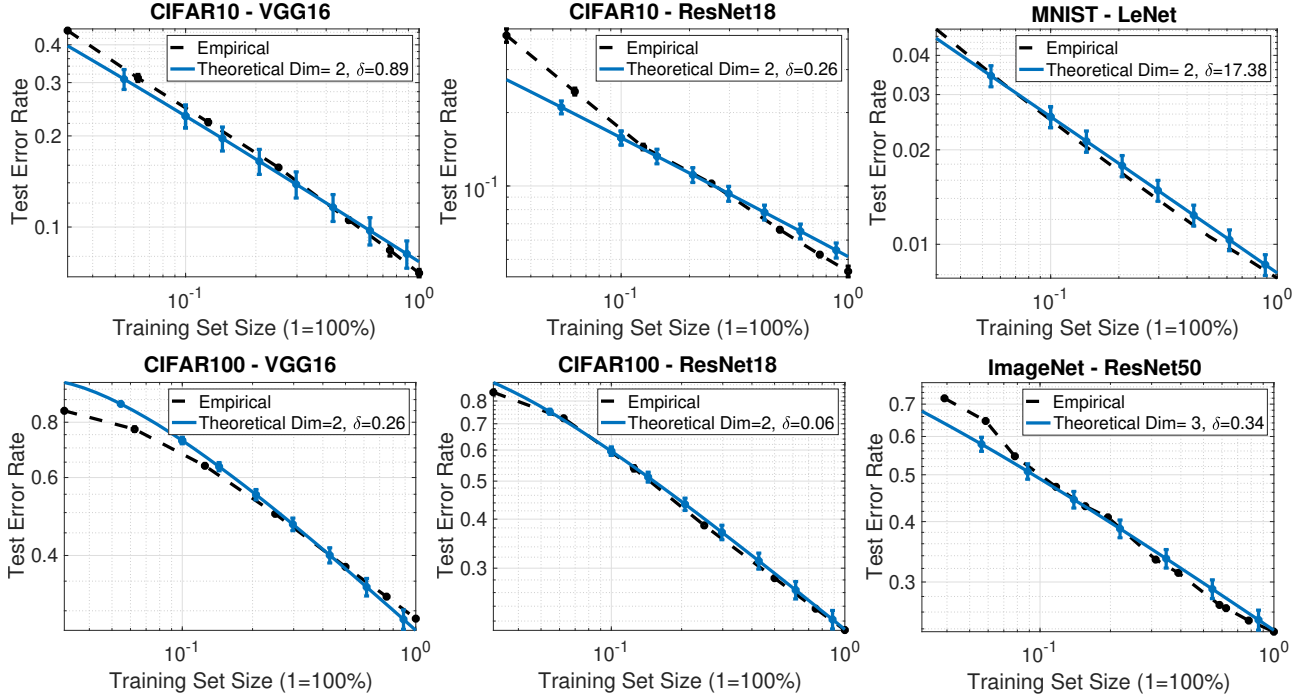 CIFAR10 - VGG16
Empirical
Theoretical Dim= 2, δ=0.89
0.4
0.3
0.2
0.1
Test Error Rate
10^-1
10^0
Training Set Size (1=100%)
CIFAR10 - ResNet18
Empirical
Theoretical Dim= 2, δ=0.26
10^-1
Test Error Rate
10^-1
10^0
Training Set Size (1=100%)
MNIST - LeNet
Empirical
Theoretical Dim= 2, δ=17.38
0.04
0.03
0.02
0.01
Test Error Rate
10^-1
10^0
Training Set Size (1=100%)
CIFAR100 - VGG16
Empirical
Theoretical Dim=2, δ=0.26
0.8
0.6
0.4
Test Error Rate
10^-1
10^0
Training Set Size (1=100%)
CIFAR100 - ResNet18
Empirical
Theoretical Dim=2, δ=0.06
0.8
0.7
0.6
0.5
0.4
0.3
Test Error Rate
10^-1
10^0
Training Set Size (1=100%)
ImageNet - ResNet50
Empirical
Theoretical Dim= 3, δ=0.34
0.7
0.6
0.5
0.4
0.3
Test Error Rate
10^-1
10^0
Training Set Size (1=100%)